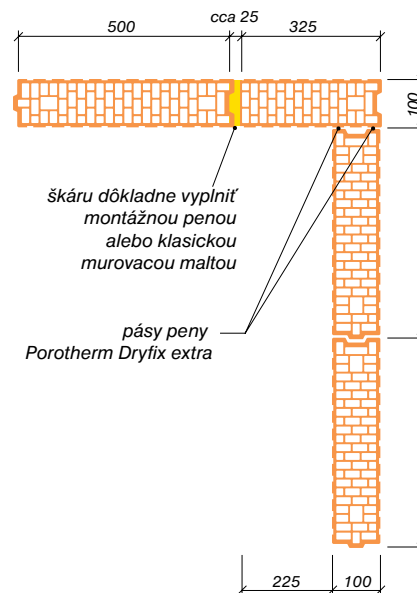 cca 25
500
325
100
škáru dôkladne vyplniť
montážnou penou
alebo klasickou
murovacou maltou
pásy peny
Porotherm Dryfix extra
100
225
100